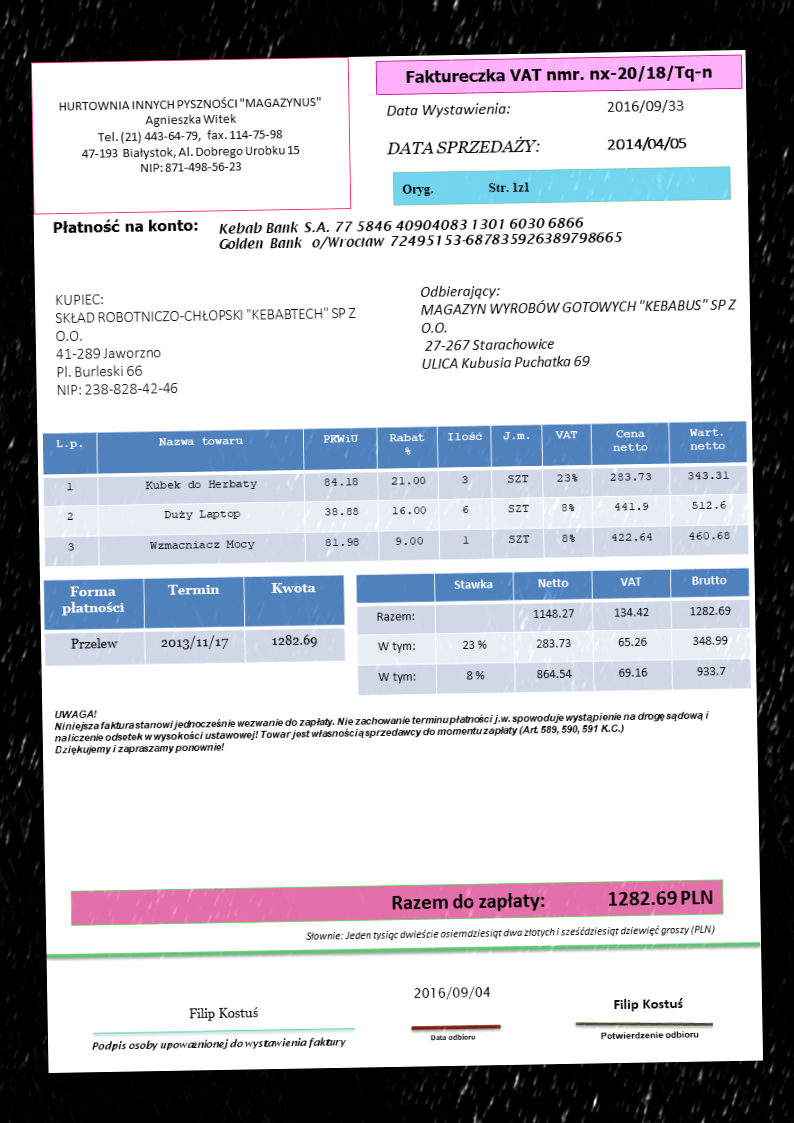 HURTOWNIA INNYCH PYSZNOŚCI "MAGAZYNUS"
Agnieszka Witek
Tel. (21) 443-64-79, fax. 114-75-98
47-193 Białystok, Al. Dobrego Urobku 15
NIP: 871-498-56-23
Faktureczka VAT nmr. nx-20/18/Tq-n
Data Wystawienia: 2016/09/33
DATA SPRZEDAŻY: 2014/04/05
Oryg. Str. 1z1
Płatność na konto: Kebab Bank S.A. 77 5846 40904083 1301 6030 6866
Golden Bank o/Wrocław 72495153-687835926389798665
KUPIEC:
SKŁAD ROBOTNICZO-CHŁOPSKI "KEBABTECH" SP Z
O.O.
41-289 Jaworzno
Pl. Burleski 66
NIP: 238-828-42-46
Odbierający:
MAGAZYN WYROBÓW GOTOWYCH "KEBABUS" SP Z
O.O.
27-267 Starachowice
ULICA Kubusia Puchatka 69
L.p. Nazwa towaru PKWiU Rabat % Ilość J.m. VAT Cena netto Wart. netto
1 Kubek do Herbaty 84.18 21.00 3 SZT 23% 283.73 343.31
2 Duży Laptop 38.88 16.00 6 SZT 8% 441.9 512.6
3 Wzmacniacz Mocy 81.98 9.00 1 SZT 8% 422.64 460.68
Forma płatności Termin Kwota
Przelew 2013/11/17 1282.69
Stawka Netto VAT Brutto
Razem: 1148.27 134.42 1282.69
W tym: 23 % 283.73 65.26 348.99
W tym: 8 % 864.54 69.16 933.7
UWAGA!
Niniejsza faktura stanowi jednocześnie wezwanie do zapłaty. Nie zachowanie terminu płatności j.w. spowoduje wystąpienie na drogę sądową i
naliczenie odsetek w wysokości ustawowej! Towar jest własnością sprzedawcy do momentu zapłaty (Art. 589, 590, 591 K.C.)
Dziękujemy i zapraszamy ponownie!
Razem do zapłaty: 1282.69 PLN
Słownie: Jeden tysiąc dwieście osiemdziesiąt dwa złotych i sześćdziesiąt dziewięć groszy (PLN)
Filip Kostuś
Podpis osoby upoważnionej do wystawienia faktury
2016/09/04
Data odbioru
Filip Kostuś
Potwierdzenie odbioru